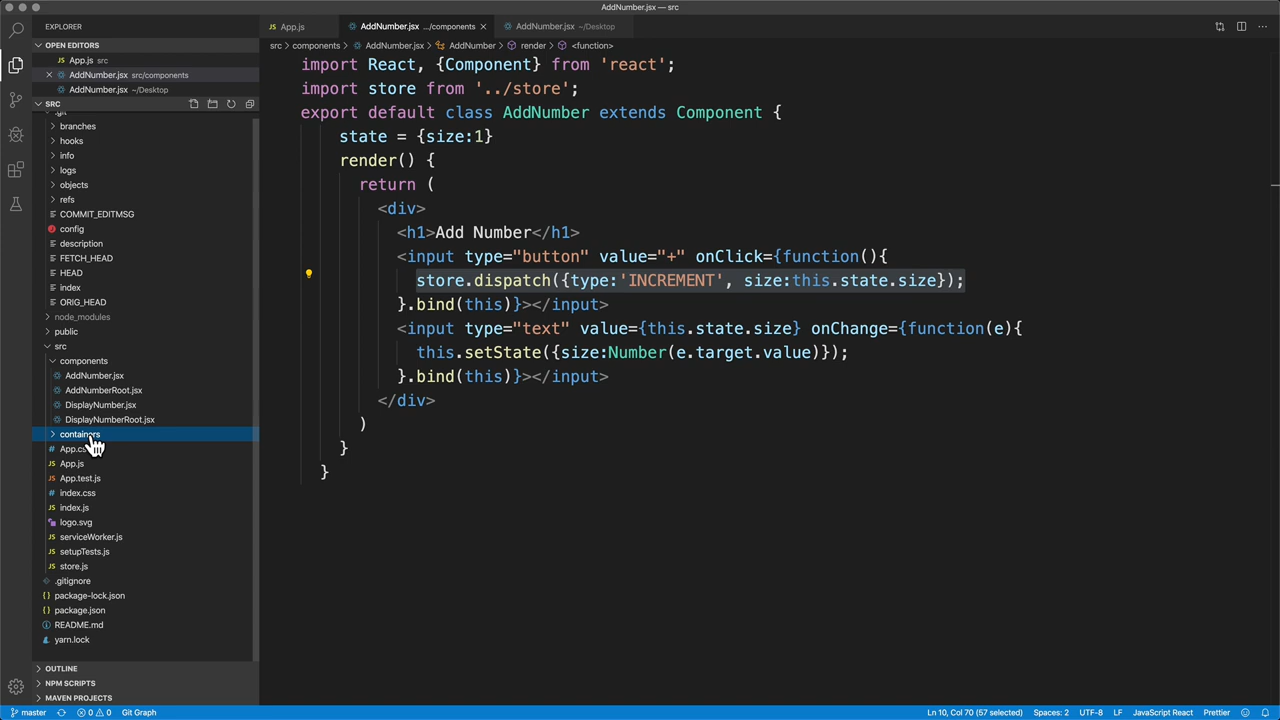 AddNumber.jsx — src
EXPLORER
OPEN EDITORS
App.js src
AddNumber.jsx src/components
AddNumber.jsx ~/Desktop
SRC
.git
branches
hooks
info
logs
objects
refs
COMMIT_EDITMSG
config
description
FETCH_HEAD
HEAD
index
ORIG_HEAD
node_modules
public
src
components
AddNumber.jsx
AddNumberRoot.jsx
DisplayNumber.jsx
DisplayNumberRoot.jsx
containers
App.css
App.js
App.test.js
index.css
index.js
logo.svg
serviceWorker.js
setupTests.js
store.js
.gitignore
package-lock.json
package.json
README.md
yarn.lock
OUTLINE
NPM SCRIPTS
MAVEN PROJECTS
App.js
AddNumber.jsx .../components
AddNumber.jsx ~/Desktop
src > components > AddNumber.jsx > AddNumber > render > <function>
import React, {Component} from 'react';
import store from '../store';
export default class AddNumber extends Component {
state = {size:1}
render() {
return (
<div>
<h1>Add Number</h1>
<input type="button" value="+" onClick={function(){
store.dispatch({type:'INCREMENT', size:this.state.size});
}.bind(this)}></input>
<input type="text" value={this.state.size} onChange={function(e){
this.setState({size:Number(e.target.value)});
}.bind(this)}></input>
</div>
)
}
}
master
0 0
Git Graph
Ln 10, Col 70 (57 selected)
Spaces: 2
UTF-8
LF
JavaScript React
Prettier